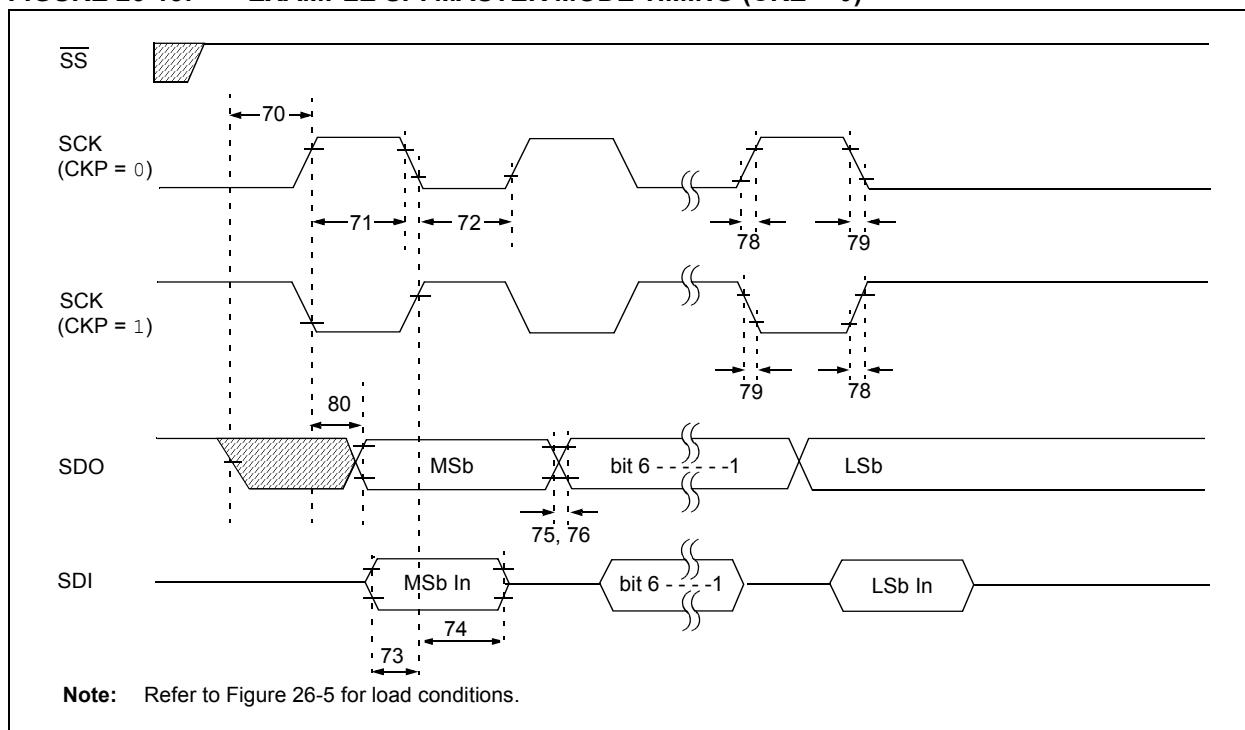 SS
70
SCK
(CKP = 0)
71
72
78
79
SCK
(CKP = 1)
79
78
80
SDO
MSb
bit 6 - - - - - -1
LSb
75, 76
SDI
MSb In
bit 6 - - - -1
LSb In
74
73
Note: Refer to Figure 26-5 for load conditions.